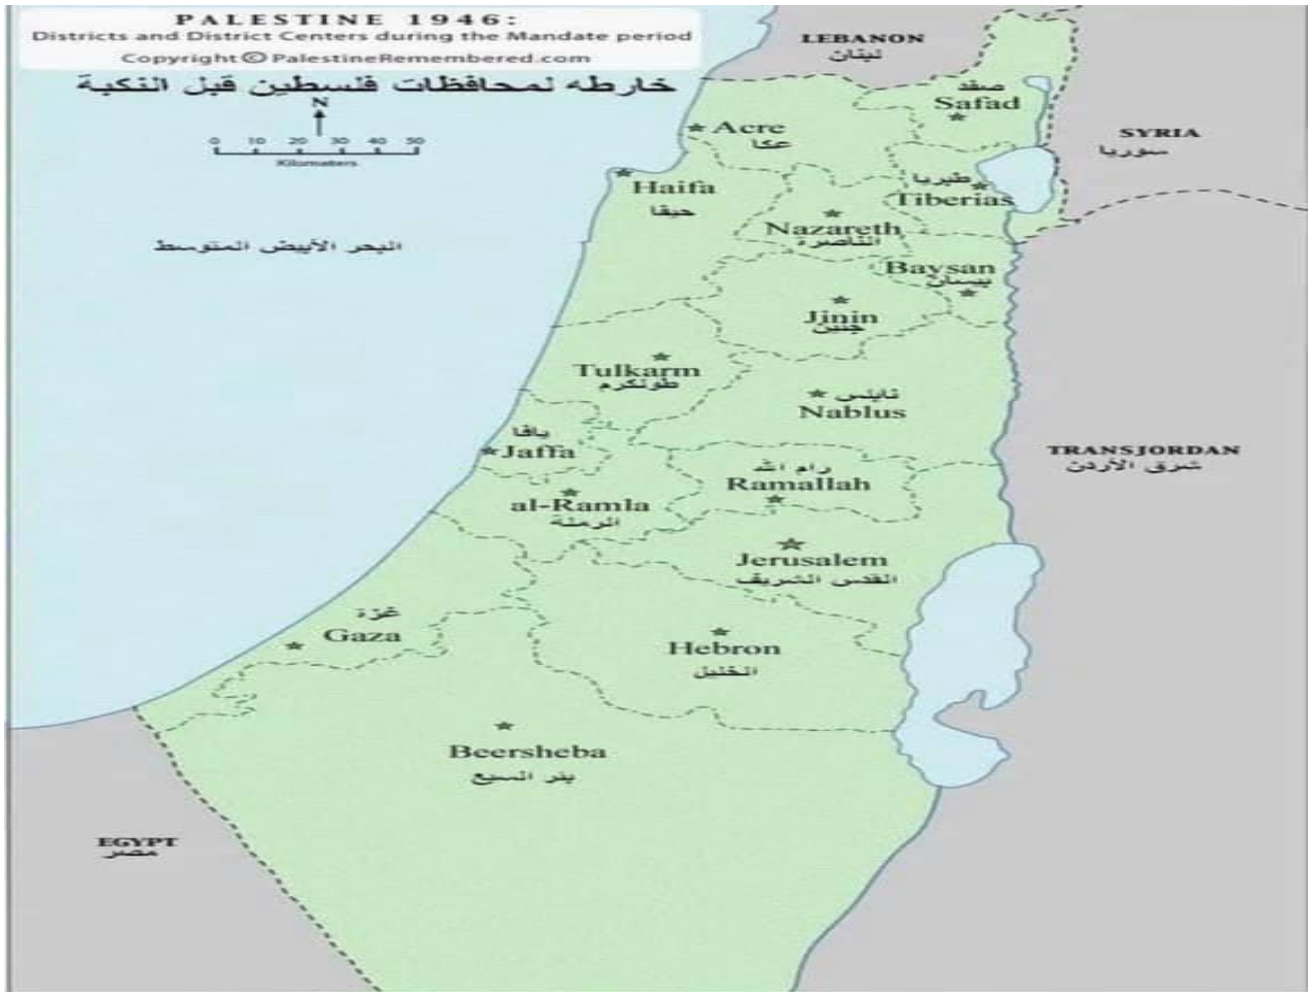 PALESTINE 1946:
Districts and District Centers during the Mandate period
Copyright © PalestineRemembered.com
خارطه لمحافظات فلسطين قبل النكبة
N
0 10 20 30 40 50
Kilometers
LEBANON
لبنان
صفد
Safad
Acre
عكا
SYRIA
سوريا
Haifa
حيفا
طبريا
Tiberias
Nazareth
الناصرة
البحر الأبيض المتوسط
Baysan
بيسان
Jinin
جنين
Tulkarm
طولكرم
نابلس
Nablus
يافا
Jaffa
TRANSJORDAN
شرق الأردن
رام الله
Ramallah
al-Ramla
الرملة
Jerusalem
القدس الشريف
غزة
Gaza
Hebron
الخليل
Beersheba
بئر السبع
EGYPT
مصر